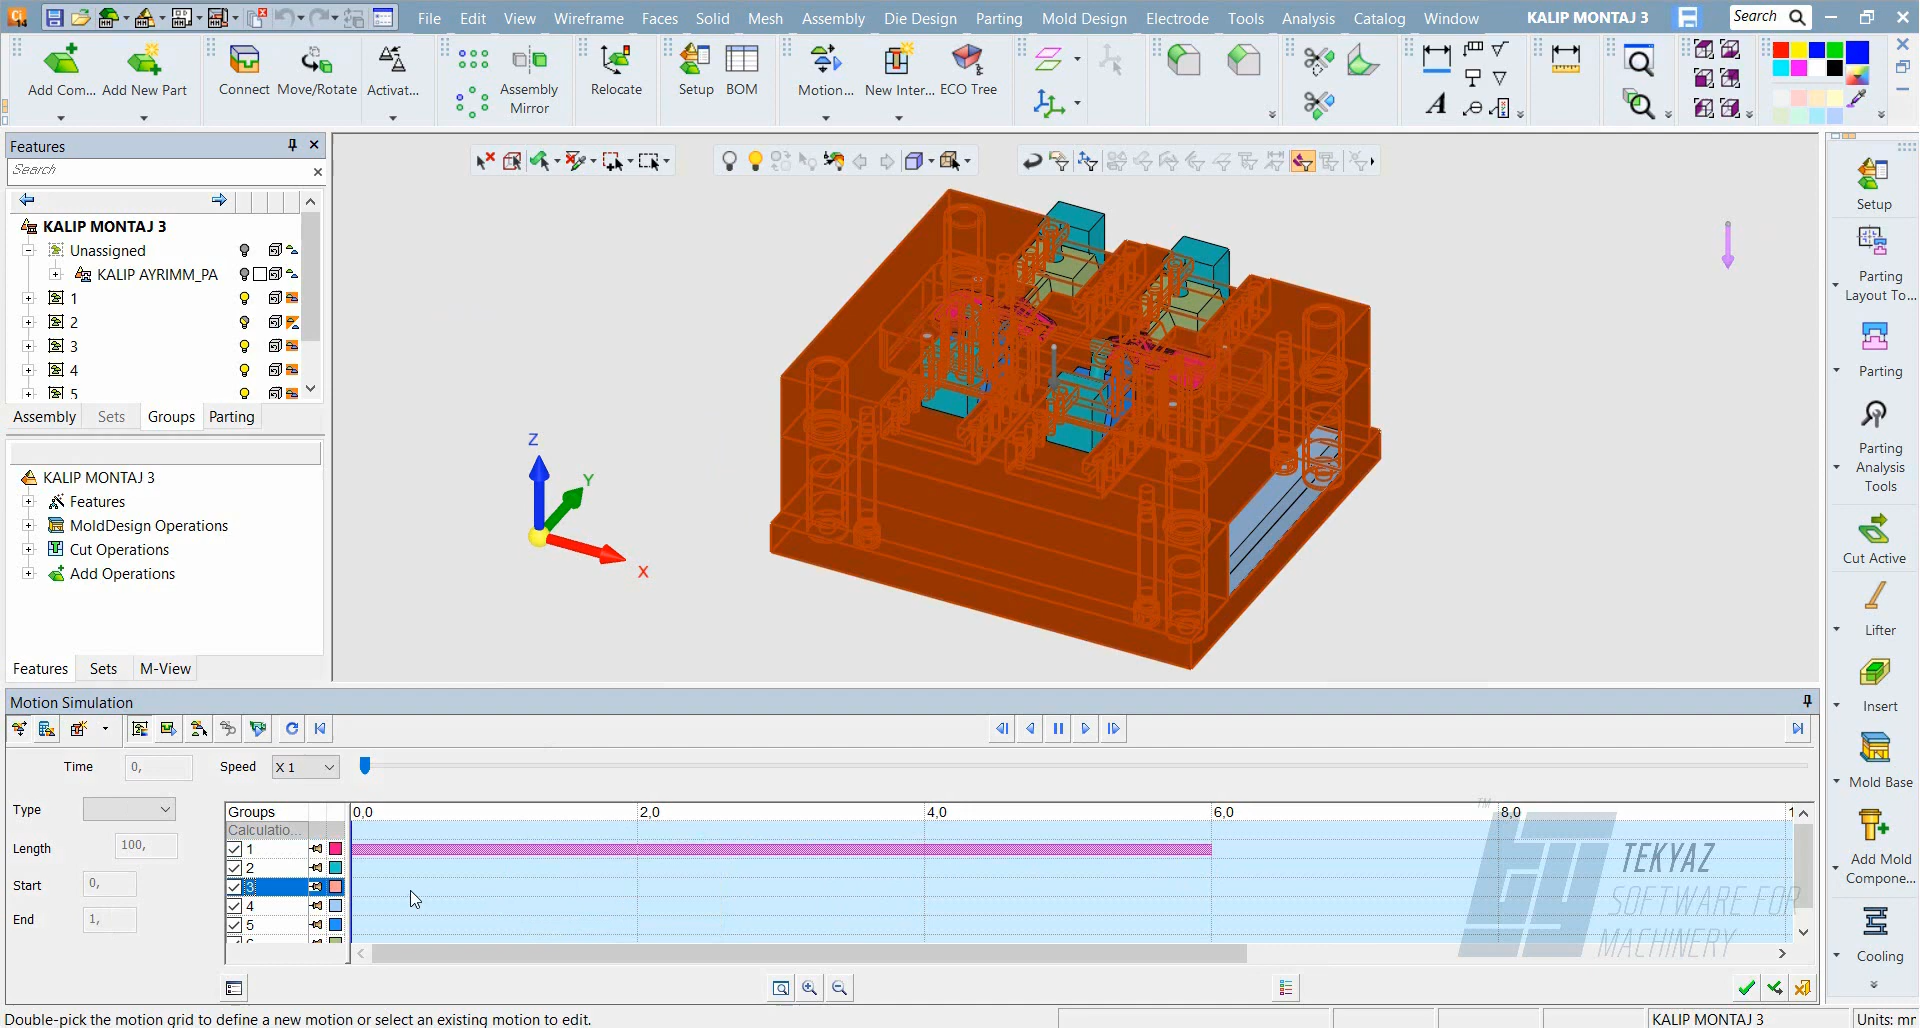 File Edit View Wireframe Faces Solid Mesh Assembly Die Design Parting Mold Design Electrode Tools Analysis Catalog Window KALIP MONTAJ 3 Search
Add Com... Add New Part Connect Move/Rotate Activat... Assembly Mirror Relocate Setup BOM Motion... New Inter... ECO Tree
Features
Search
KALIP MONTAJ 3
Unassigned
KALIP AYRIMM_PA
1
2
3
4
5
Assembly Sets Groups Parting
KALIP MONTAJ 3
Features
MoldDesign Operations
Cut Operations
Add Operations
Features Sets M-View
Z
Y
X
Setup
Parting
Layout To...
Parting
Parting
Analysis
Tools
Cut Active
Lifter
Insert
Mold Base
Add Mold
Compone...
Cooling
Motion Simulation
Time 0, Speed X 1
Type
Length 100,
Start 0,
End 1,
Groups 0,0 2,0 4,0 6,0 8,0
Calculatio...
1
2
3
4
5
TM
TEKYAZ
SOFTWARE FOR
MACHINERY
Double-pick the motion grid to define a new motion or select an existing motion to edit. KALIP MONTAJ 3 Units: mr